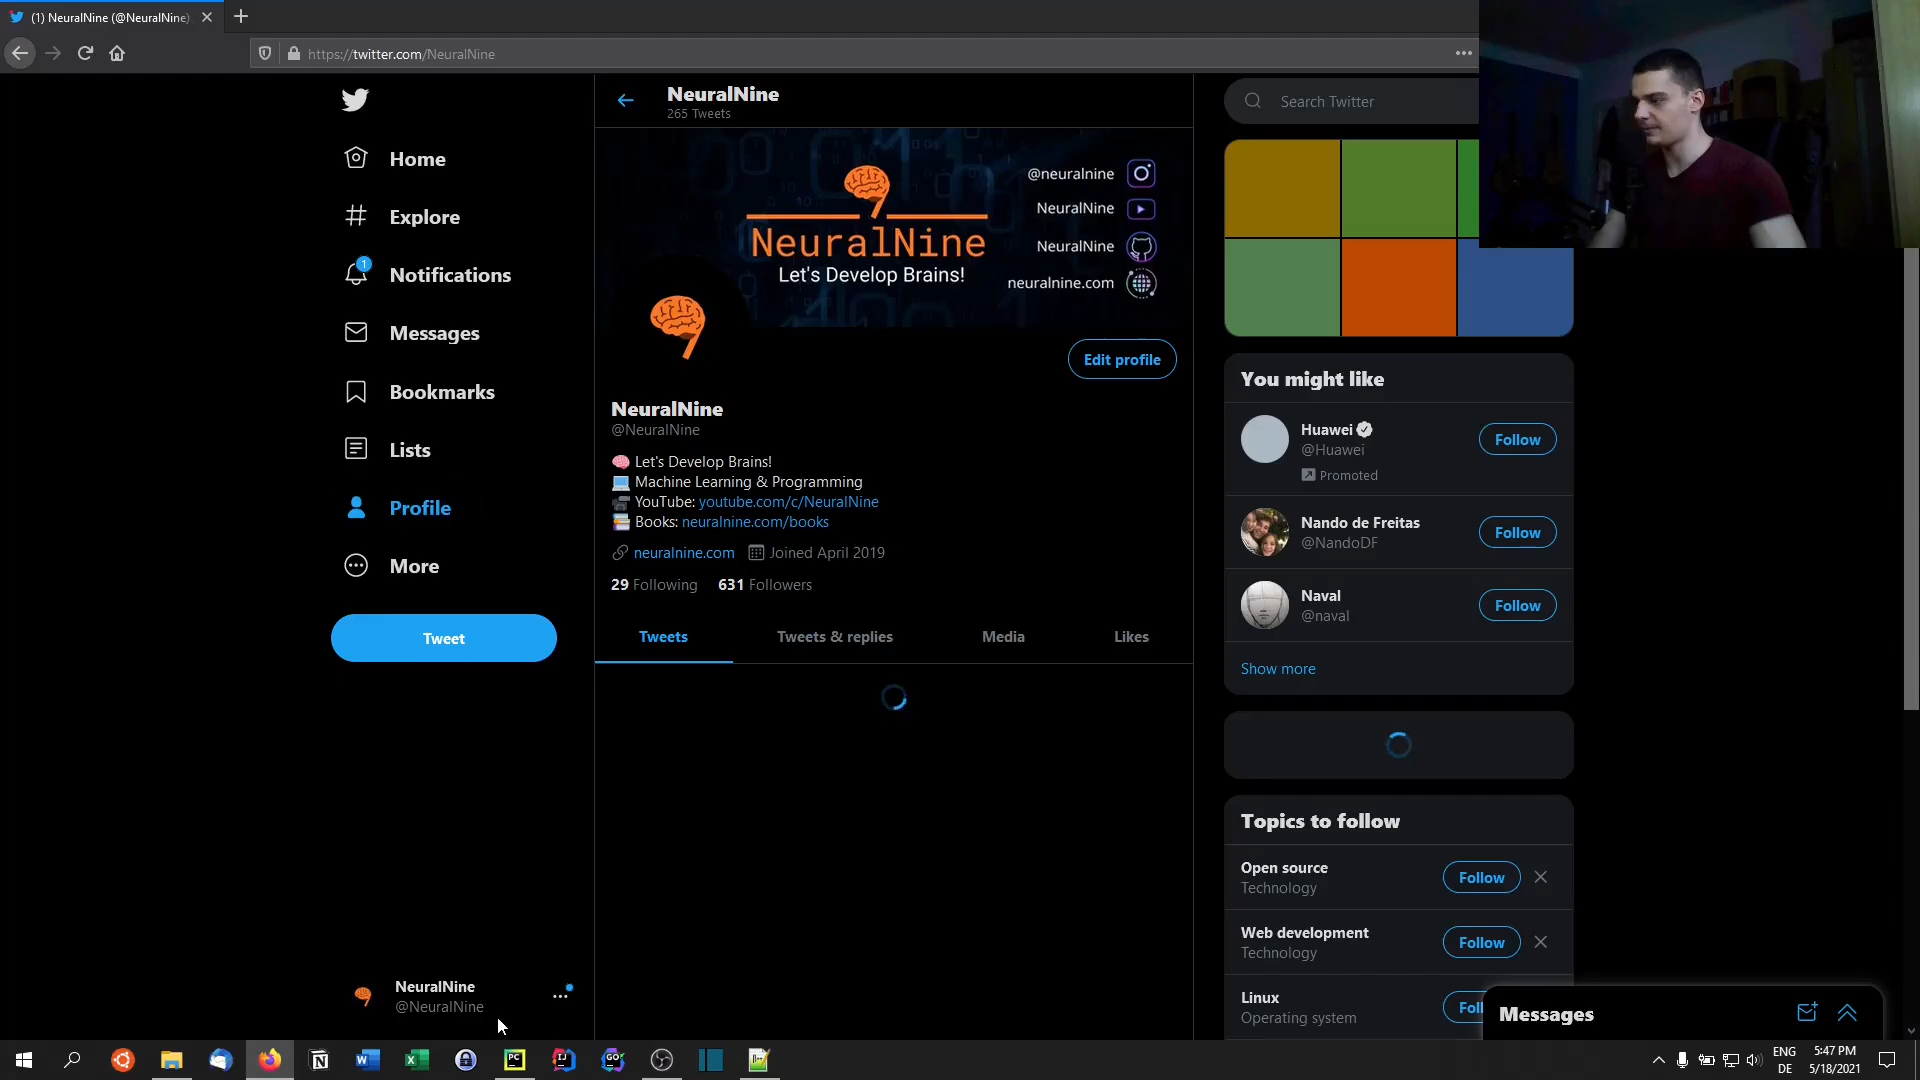 (1) NeuralNine (@NeuralNine)
https://twitter.com/NeuralNine
Home
Explore
1
Notifications
Messages
Bookmarks
Lists
Profile
More
Tweet
NeuralNine
@NeuralNine
NeuralNine
265 Tweets
NeuralNine
Let's Develop Brains!
@neuralnine
NeuralNine
NeuralNine
neuralnine.com
Edit profile
NeuralNine
@NeuralNine
Let's Develop Brains!
Machine Learning & Programming
YouTube: youtube.com/c/NeuralNine
Books: neuralnine.com/books
neuralnine.com Joined April 2019
29 Following 631 Followers
Tweets Tweets & replies Media Likes
Search Twitter
You might like
Huawei
@Huawei
Promoted
Follow
Nando de Freitas
@NandoDF
Follow
Naval
@naval
Follow
Show more
Topics to follow
Open source
Technology
Follow
Web development
Technology
Follow
Linux
Operating system
Foll
Messages
N
W
X
PC
IJ
GO
ENG
DE
5:47 PM
5/18/2021